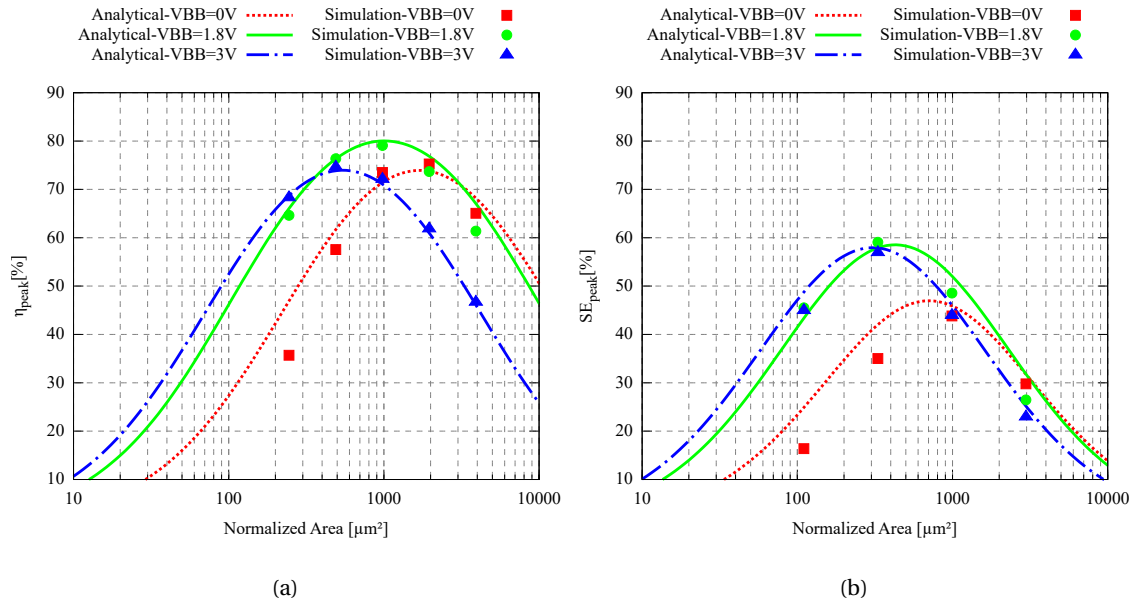 Analytical-VBB=0V Simulation-VBB=0V
Analytical-VBB=1.8V Simulation-VBB=1.8V
Analytical-VBB=3V Simulation-VBB=3V
90
80
70
60
50
40
30
20
10
η_peak[%]
10 100 1000 10000
Normalized Area [µm²]
(a)
Analytical-VBB=0V Simulation-VBB=0V
Analytical-VBB=1.8V Simulation-VBB=1.8V
Analytical-VBB=3V Simulation-VBB=3V
90
80
70
60
50
40
30
20
10
SE_peak[%]
10 100 1000 10000
Normalized Area [µm²]
(b)